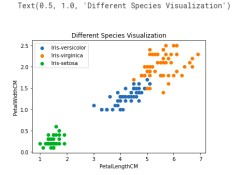 Text(0.5, 1.0, 'Different Species Visualization')
Different Species Visualization
2.5
2.0
1.5
1.0
0.5
0.0
PetalWidthCM
Iris-versicolor
Iris-virginica
Iris-setosa
1 2 3 4 5 6 7
PetalLengthCM